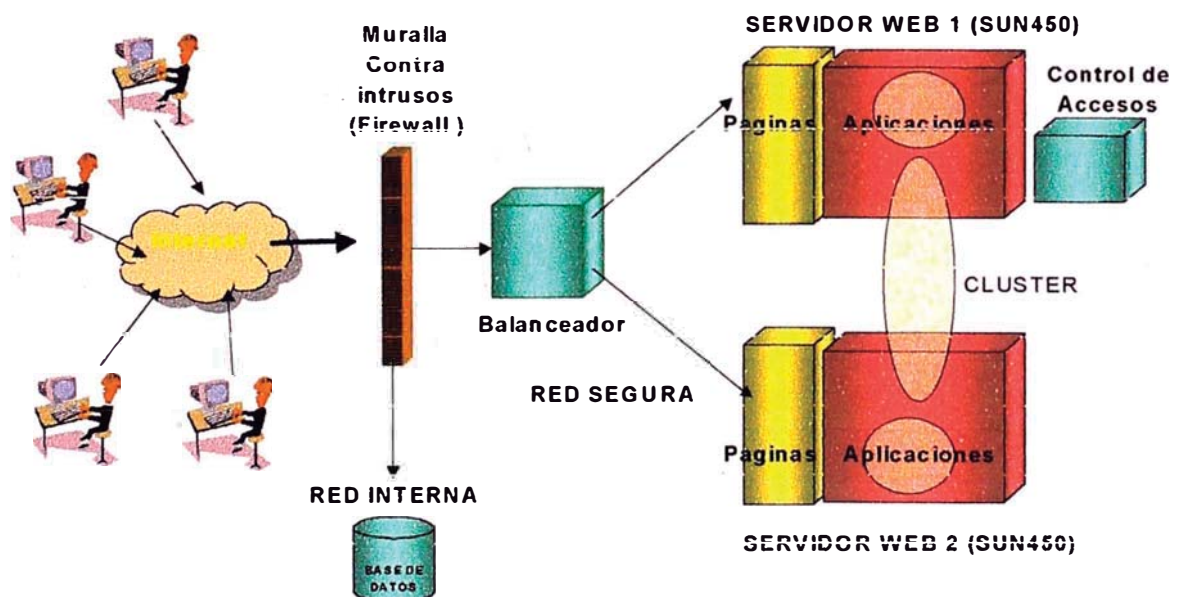 SERVIDOR WEB 1 (SUN450)
Muralla
Contra
intrusos
(Firewall )
Control de
Accesos
Paginas
Aplicaciones
Internet
CLUSTER
Balanceador
RED SEGURA
Paginas
Aplicaciones
RED INTERNA
BASE DE
DATOS
SERVIDOR WEB 2 (SUN450)